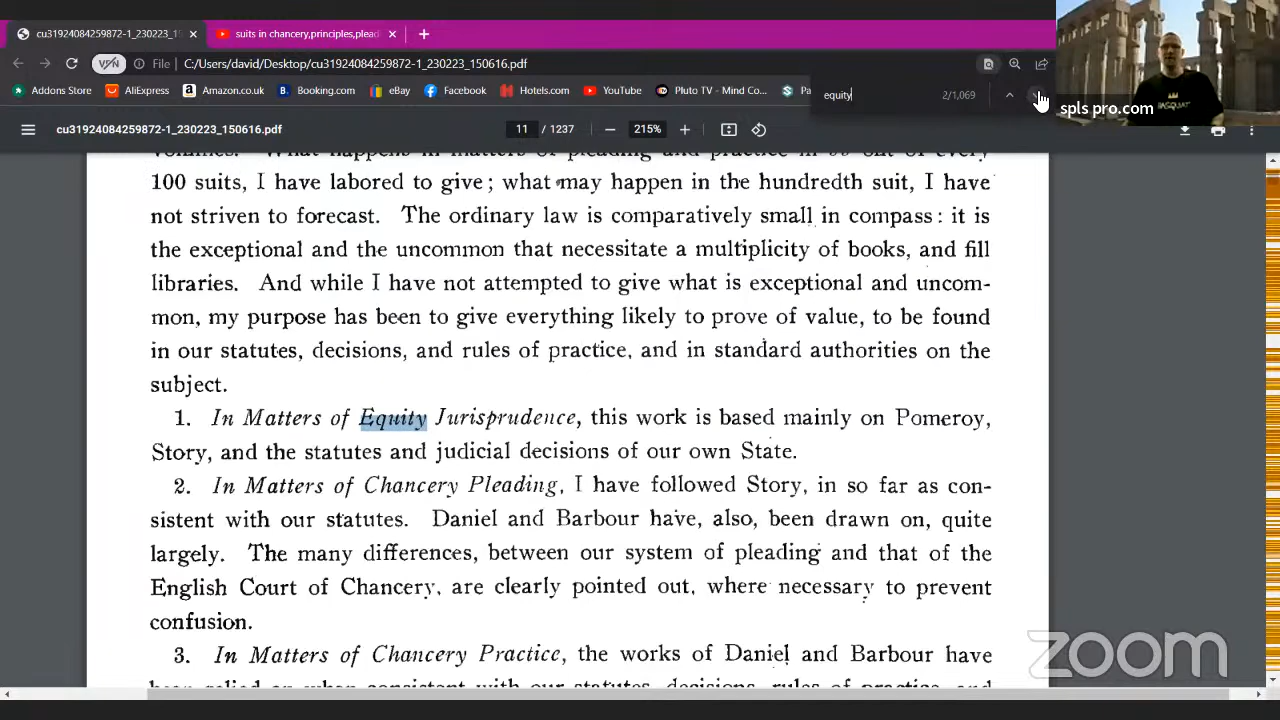 cu31924084259872-1_230223_15
suits in chancery,principles,plead
VPN File C:/Users/david/Desktop/cu31924084259872-1_230223_150616.pdf
Addons Store AliExpress Amazon.co.uk Booking.com eBay Facebook Hotels.com YouTube Pluto TV - Mind Co...
equity 2/1,069
spls pro.com
cu31924084259872-1_230223_150616.pdf 11 / 1237 215%
100 suits, I have labored to give; what may happen in the hundredth suit, I have
not striven to forecast. The ordinary law is comparatively small in compass: it is
the exceptional and the uncommon that necessitate a multiplicity of books, and fill
libraries. And while I have not attempted to give what is exceptional and uncom-
mon, my purpose has been to give everything likely to prove of value, to be found
in our statutes, decisions, and rules of practice, and in standard authorities on the
subject.
1. In Matters of Equity Jurisprudence, this work is based mainly on Pomeroy,
Story, and the statutes and judicial decisions of our own State.
2. In Matters of Chancery Pleading, I have followed Story, in so far as con-
sistent with our statutes. Daniel and Barbour have, also, been drawn on, quite
largely. The many differences, between our system of pleading and that of the
English Court of Chancery, are clearly pointed out, where necessary to prevent
confusion.
3. In Matters of Chancery Practice, the works of Daniel and Barbour have
zoom